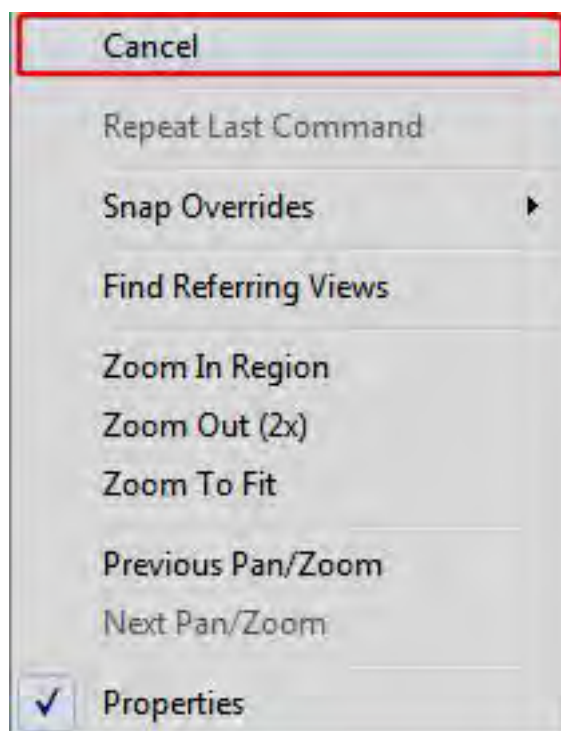 Cancel
Repeat Last Command
Snap Overrides
Find Referring Views
Zoom In Region
Zoom Out (2x)
Zoom To Fit
Previous Pan/Zoom
Next Pan/Zoom
Properties